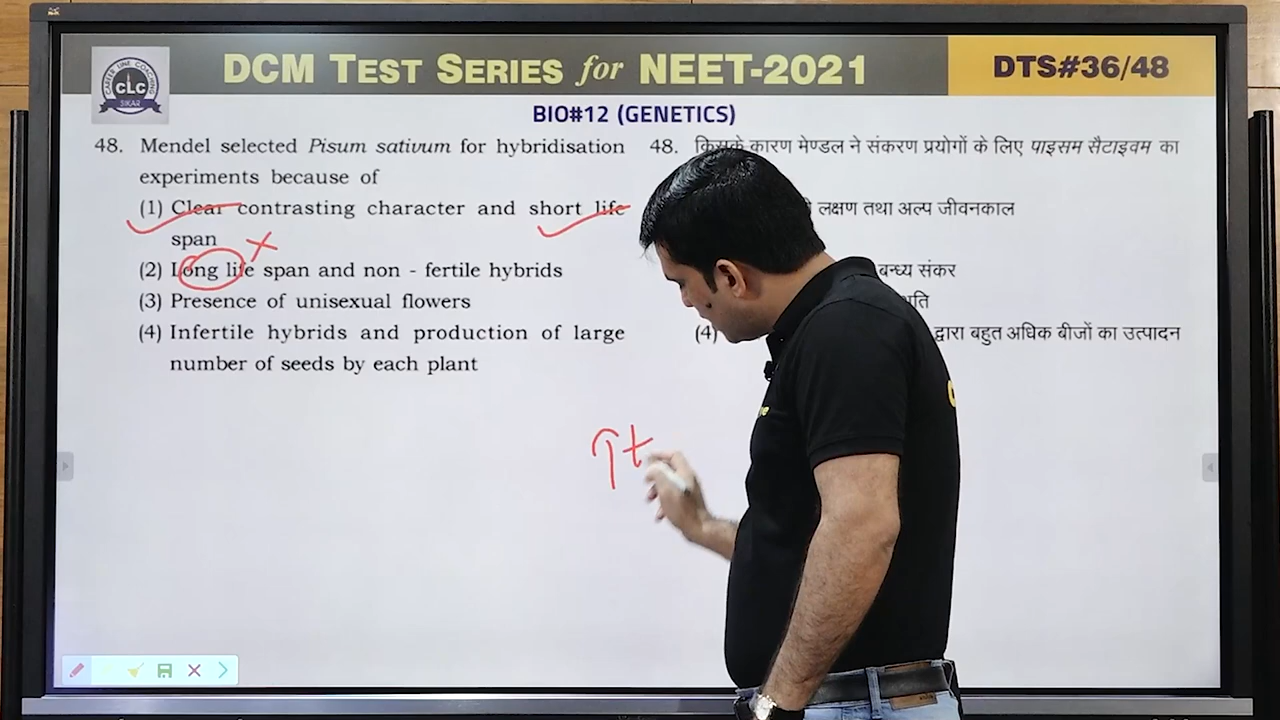 CAREER LINE COACHING
CLC
SIKAR
DCM TEST SERIES for NEET-2021
DTS#36/48
BIO#12 (GENETICS)
48. Mendel selected Pisum sativum for hybridisation
experiments because of
(1) Clear contrasting character and short life
span
(2) Long life span and non - fertile hybrids
(3) Presence of unisexual flowers
(4) Infertile hybrids and production of large
number of seeds by each plant
48. किसके कारण मेण्डल ने संकरण प्रयोगों के लिए पाइसम सैटाइवम का
लक्षण तथा अल्प जीवनकाल
बन्ध्य संकर
(4) द्वारा बहुत अधिक बीजों का उत्पादन